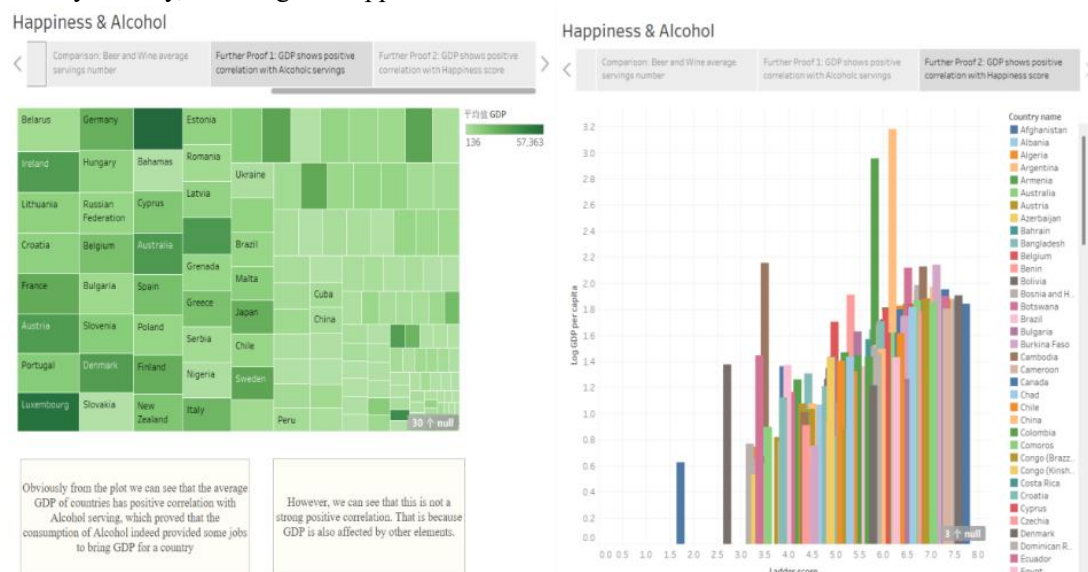 Happiness & Alcohol
Comparison: Beer and Wine average servings number
Further Proof 1: GDP shows positive correlation with Alcoholic servings
Further Proof 2: GDP shows positive correlation with Happiness score
平均值 GDP
136 57,363
Belarus
Germany
Estonia
Ireland
Hungary
Bahamas
Romania
Ukraine
Lithuania
Russian Federation
Cyprus
Latvia
Croatia
Belgium
Australia
Brazil
Grenada
France
Bulgaria
Spain
Malta
Greece
Cuba
Japan
China
Austria
Slovenia
Poland
Serbia
Chile
Portugal
Denmark
Finland
Nigeria
Sweden
Luxembourg
Slovakia
New Zealand
Italy
Peru
30 个 null
Obviously from the plot we can see that the average
GDP of countries has positive correlation with
Alcohol serving, which proved that the
consumption of Alcohol indeed provided some jobs
to bring GDP for a country
However, we can see that this is not a
strong positive correlation. That is because
GDP is also affected by other elements.
Happiness & Alcohol
Comparison: Beer and Wine average servings number
Further Proof 1: GDP shows positive correlation with Alcoholic servings
Further Proof 2: GDP shows positive correlation with Happiness score
Log GDP per capita
3.2
3.0
2.8
2.6
2.4
2.2
2.0
1.8
1.6
1.4
1.2
1.0
0.8
0.6
0.4
0.2
0.0
0.0 0.5 1.0 1.5 2.0 2.5 3.0 3.5 4.0 4.5 5.0 5.5 6.0 6.5 7.0 7.5 8.0
Ladder score
3 个 null
Country name
Afghanistan
Albania
Algeria
Argentina
Armenia
Australia
Austria
Azerbaijan
Bahrain
Bangladesh
Belgium
Benin
Bolivia
Bosnia and H..
Botswana
Brazil
Bulgaria
Burkina Faso
Cambodia
Cameroon
Canada
Chad
Chile
China
Colombia
Comoros
Congo (Brazz..
Congo (Kinsh..
Costa Rica
Croatia
Cyprus
Czechia
Denmark
Dominican R..
Ecuador
Egypt